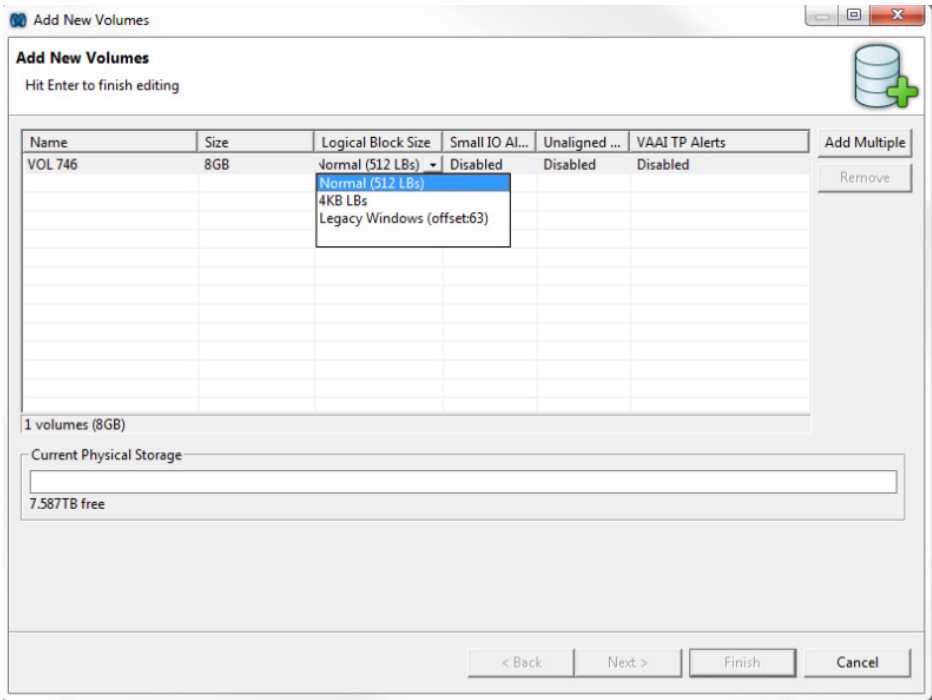 Add New Volumes
Add New Volumes
Hit Enter to finish editing
Name Size Logical Block Size Small IO Al... Unaligned ... VAAI TP Alerts Add Multiple
VOL 746 8GB Normal (512 LBs) Disabled Disabled Disabled Remove
Normal (512 LBs)
4KB LBs
Legacy Windows (offset:63)
1 volumes (8GB)
Current Physical Storage
7.587TB free
< Back Next > Finish Cancel